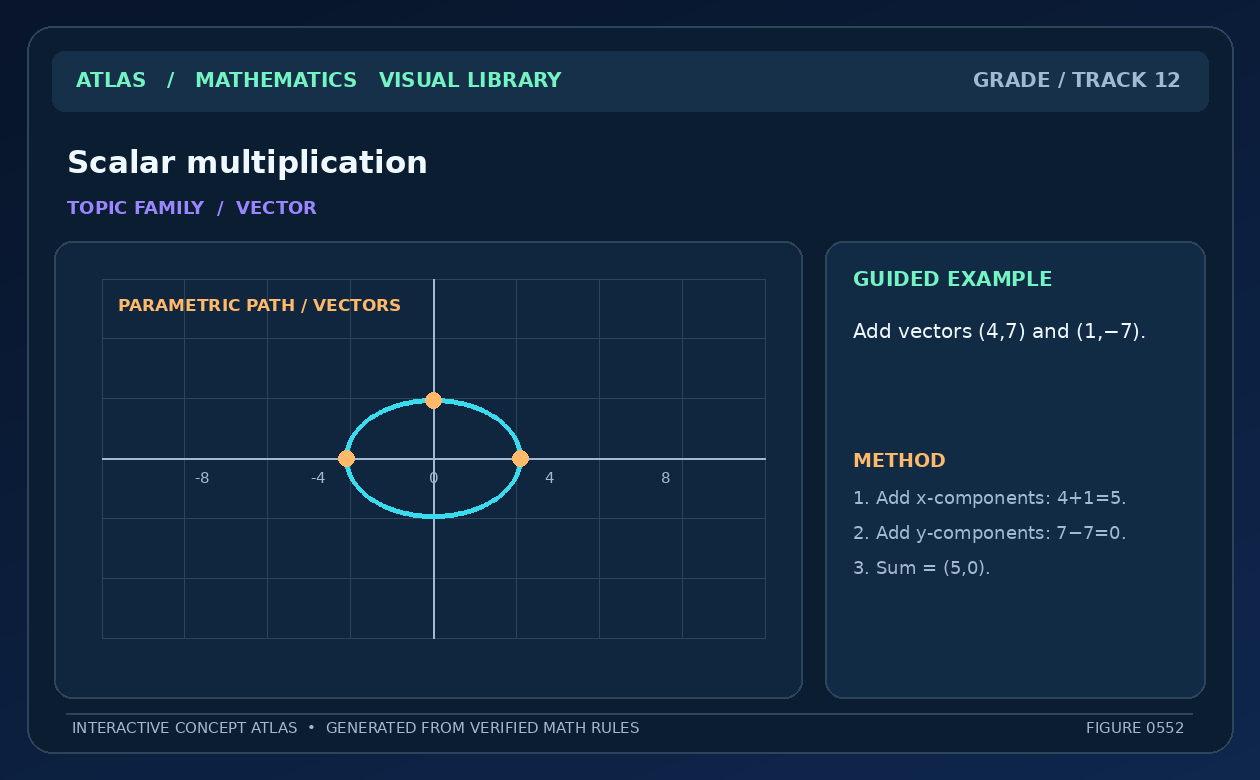 ATLAS / MATHEMATICS VISUAL LIBRARY
GRADE / TRACK 12
Scalar multiplication
TOPIC FAMILY / VECTOR
PARAMETRIC PATH / VECTORS
-8 -4 0 4 8
GUIDED EXAMPLE
Add vectors (4,7) and (1,−7).
METHOD
1. Add x-components: 4+1=5.
2. Add y-components: 7−7=0.
3. Sum = (5,0).
INTERACTIVE CONCEPT ATLAS • GENERATED FROM VERIFIED MATH RULES
FIGURE 0552